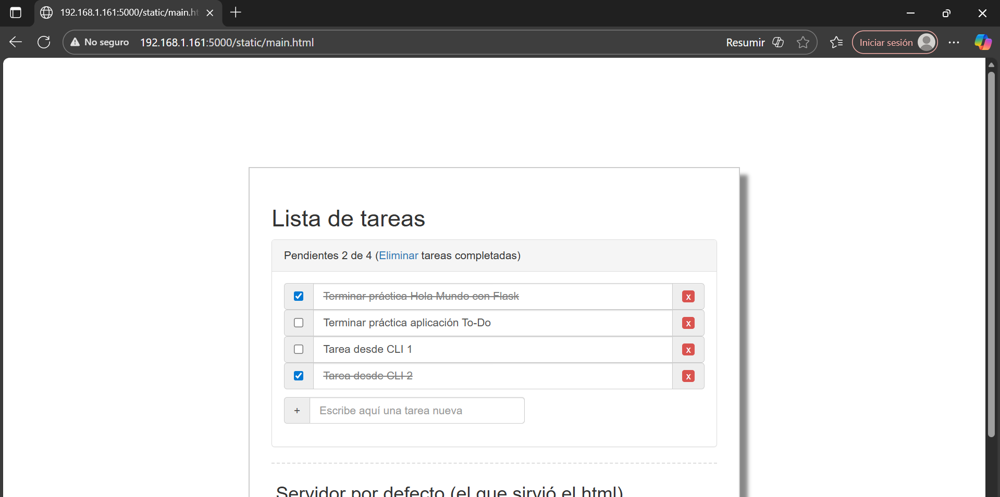 192.168.1.161:5000/static/main.ht
No seguro 192.168.1.161:5000/static/main.html Resumir Iniciar sesión
Lista de tareas
Pendientes 2 de 4 (Eliminar tareas completadas)
Terminar práctica Hola Mundo con Flask x
Terminar práctica aplicación To-Do x
Tarea desde CLI 1 x
Tarea desde CLI 2 x
+ Escribe aquí una tarea nueva
Servidor por defecto (el que sirvió el html)